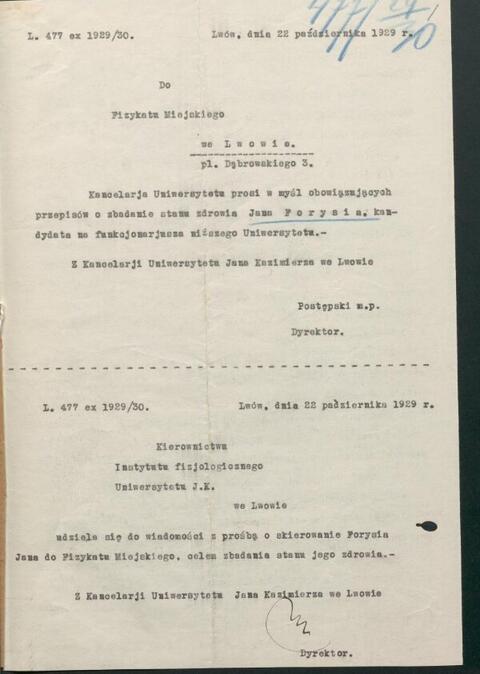 477/29/30
L. 477 ex 1929/30. Lwów, dnia 22 października 1929 r.
Do
Fizykatu Miejskiego
we Lwowie.
pl. Dąbrowskiego 3.
Kancelarja Uniwersytetu prosi w myśl obowiązujących
przepisów o zbadanie stanu zdrowia Jana Forysia, kan-
dydata na funkcjonarjusza niższego Uniwersytetu.-
Z Kancelarji Uniwersytetu Jana Kazimierza we Lwowie
Postępski m.p.
Dyrektor.
L. 477 ex 1929/30. Lwów, dnia 22 października 1929 r.
Kierownictwu
Instytutu fizjologicznego
Uniwersytetu J.K.
we Lwowie
udziela się do wiadomości z prośbą o skierowanie Forysia
Jana do Fizykatu Miejskiego, celem zbadania stanu jego zdrowia.-
Z Kancelarji Uniwersytetu Jana Kazimierza we Lwowie
Dyrektor.